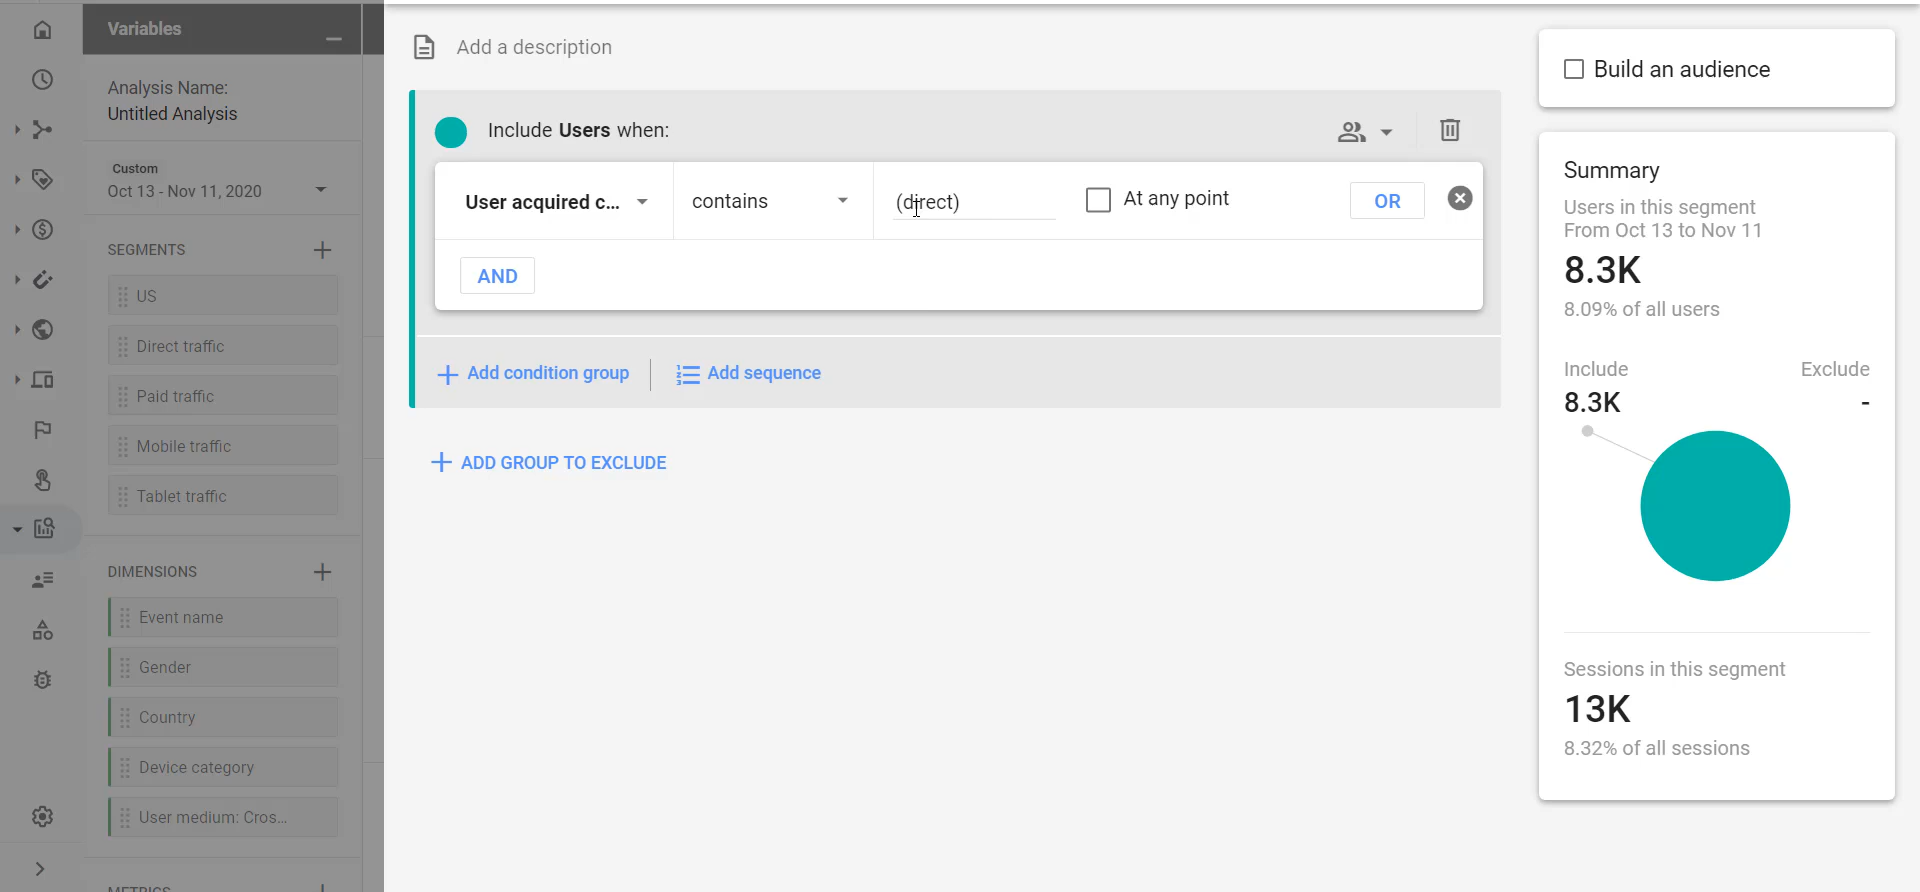 Variables
Analysis Name:
Untitled Analysis
Custom
Oct 13 - Nov 11, 2020
SEGMENTS
US
Direct traffic
Paid traffic
Mobile traffic
Tablet traffic
DIMENSIONS
Event name
Gender
Country
Device category
User medium: Cros...
METRICS
Add a description
Include Users when:
User acquired c...
contains
(direct)
At any point
OR
AND
Add condition group
Add sequence
ADD GROUP TO EXCLUDE
Build an audience
Summary
Users in this segment
From Oct 13 to Nov 11
8.3K
8.09% of all users
Include
Exclude
8.3K
-
Sessions in this segment
13K
8.32% of all sessions